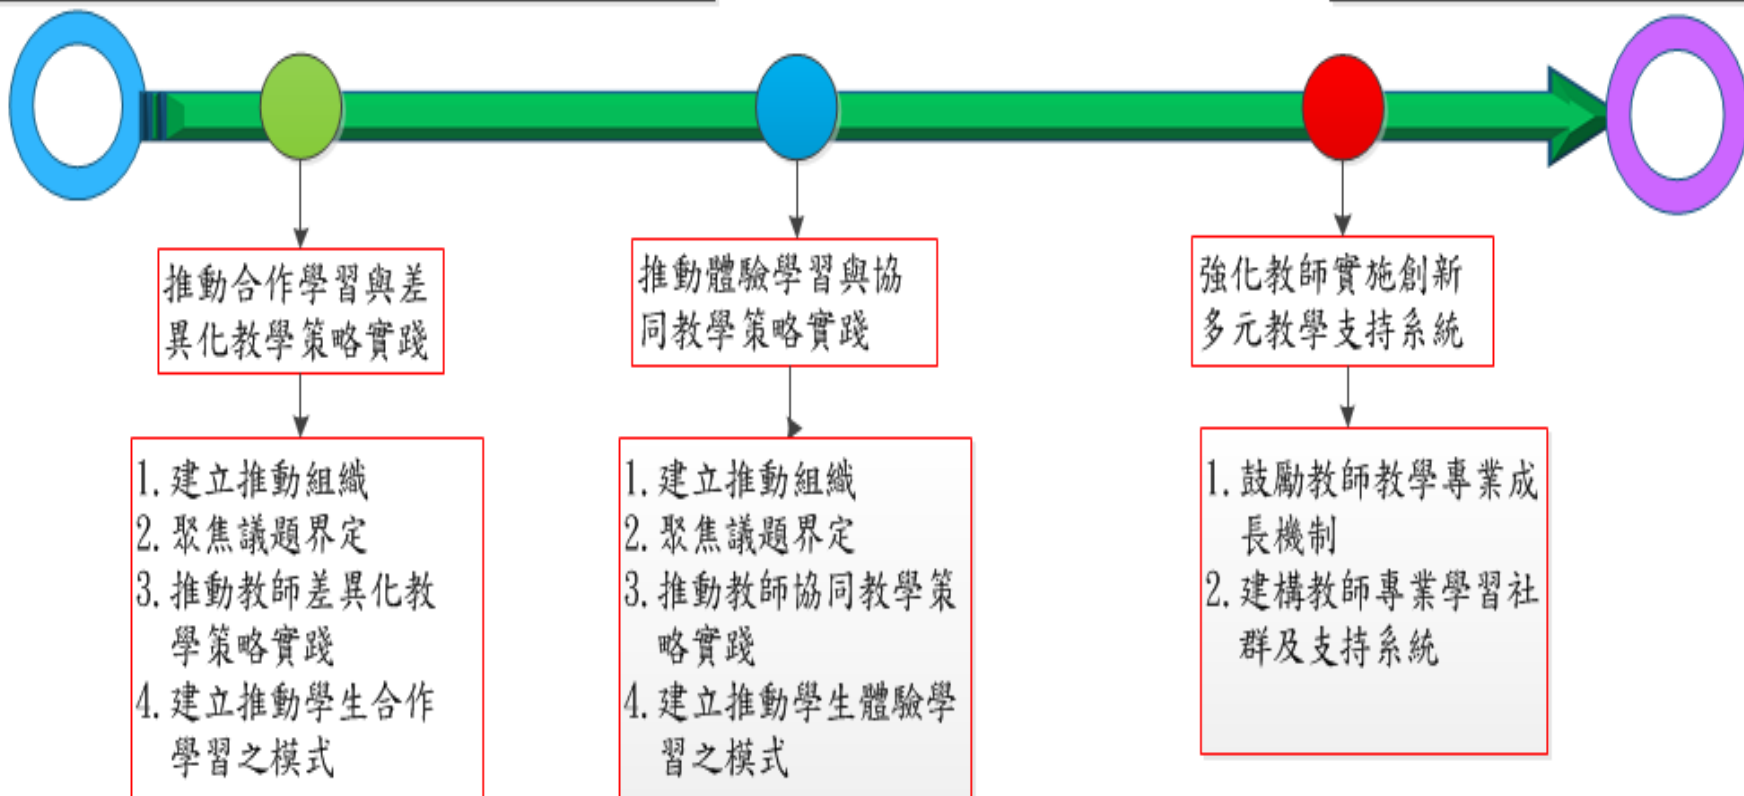 推動合作學習與差
異化教學策略實踐
推動體驗學習與協
同教學策略實踐
強化教師實施創新
多元教學支持系統
1. 建立推動組織
2. 聚焦議題界定
3. 推動教師差異化教
學策略實踐
4. 建立推動學生合作
學習之模式
1. 建立推動組織
2. 聚焦議題界定
3. 推動教師協同教學策
略實踐
4. 建立推動學生體驗學
習之模式
1. 鼓勵教師教學專業成
長機制
2. 建構教師專業學習社
群及支持系統